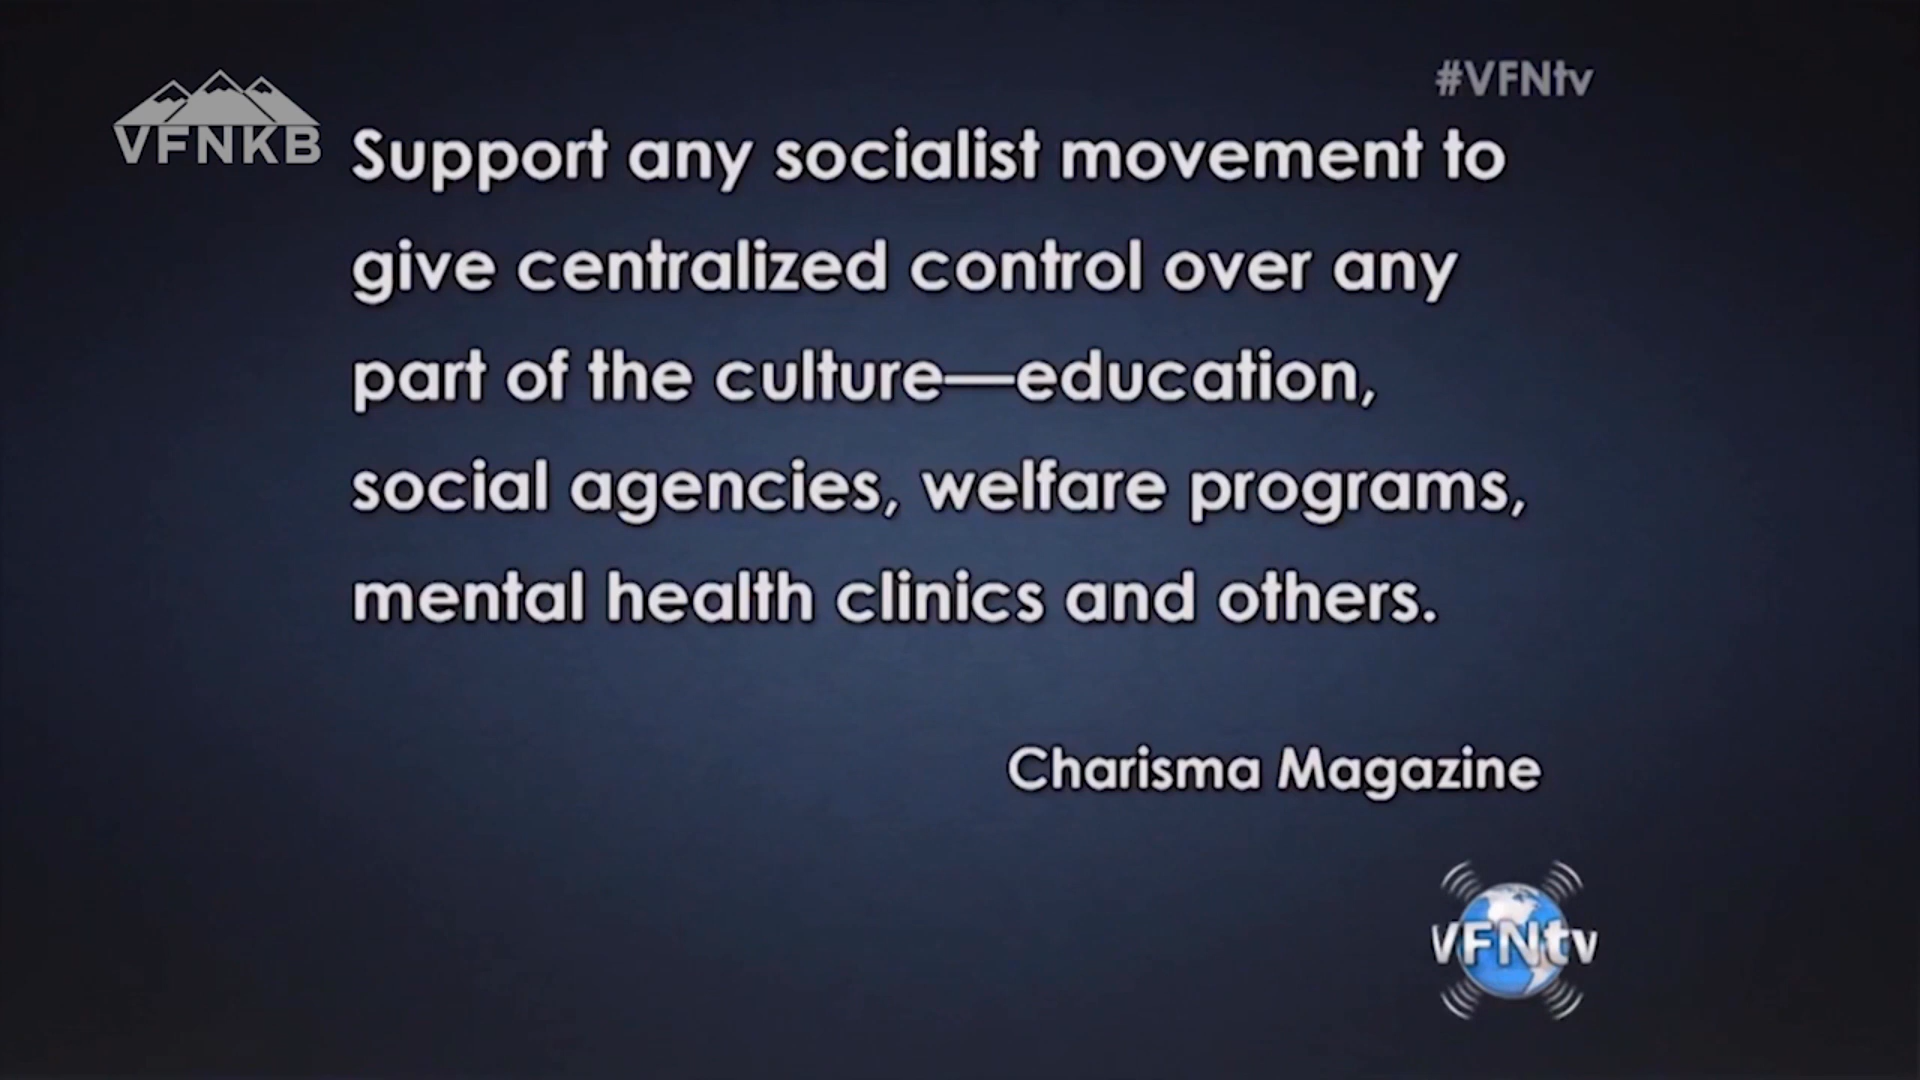 #VFNtv
VFNKB
Support any socialist movement to
give centralized control over any
part of the culture—education,
social agencies, welfare programs,
mental health clinics and others.
Charisma Magazine
VFNtv